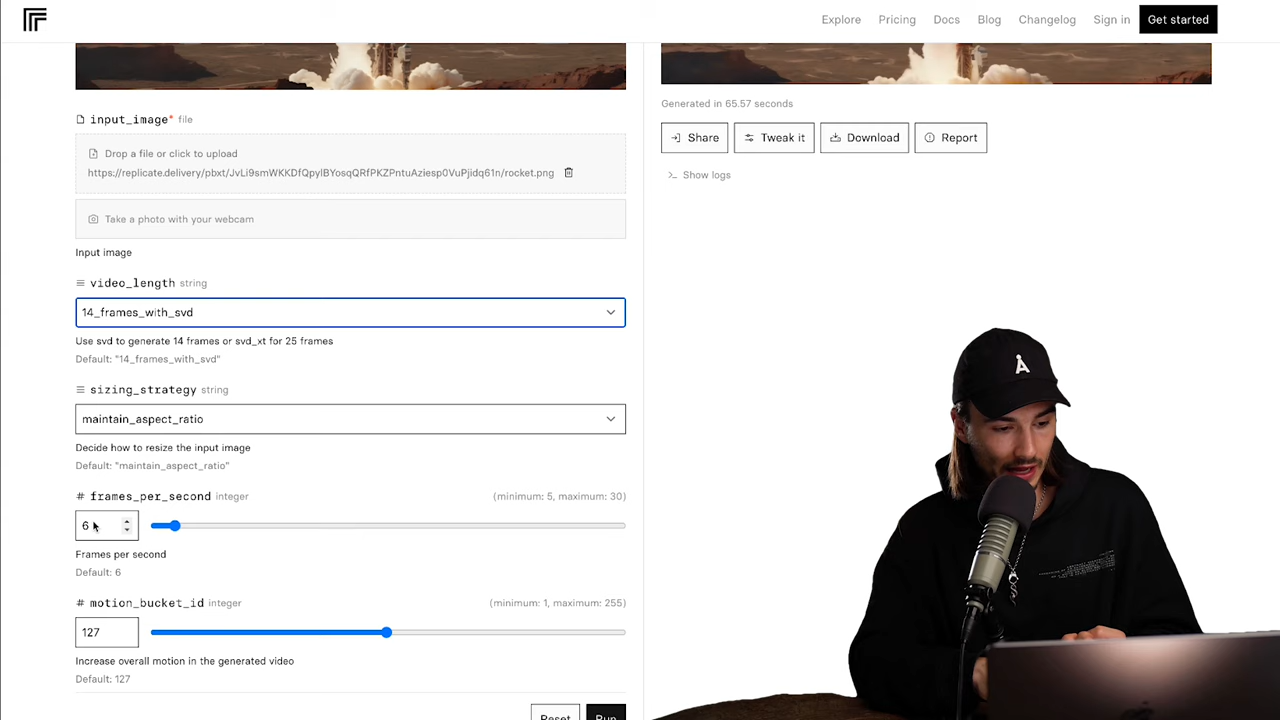 Explore Pricing Docs Blog Changelog Sign in Get started
input_image* file
Drop a file or click to upload
https://replicate.delivery/pbxt/JvLi9smWKKDfQpylBYosqQRfPKZPntuAziesp0VuPjidq61n/rocket.png
Take a photo with your webcam
Input image
video_length string
14_frames_with_svd
Use svd to generate 14 frames or svd_xt for 25 frames
Default: "14_frames_with_svd"
sizing_strategy string
maintain_aspect_ratio
Decide how to resize the input image
Default: "maintain_aspect_ratio"
# frames_per_second integer (minimum: 5, maximum: 30)
6
Frames per second
Default: 6
# motion_bucket_id integer (minimum: 1, maximum: 255)
127
Increase overall motion in the generated video
Default: 127
Reset Run
Generated in 65.57 seconds
Share Tweak it Download Report
Show logs
Å